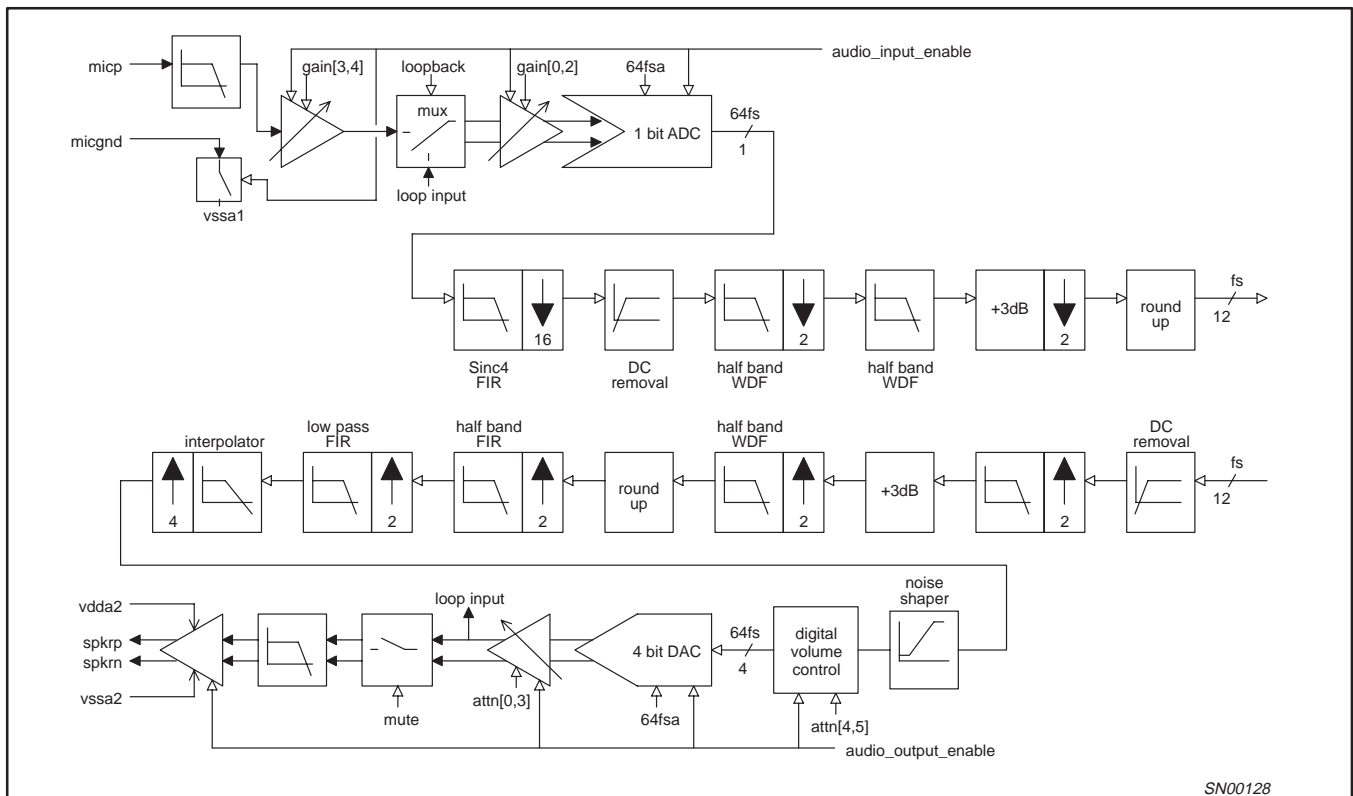 audio_input_enable
micp
gain[3,4]
loopback
gain[0,2]
64fsa
mux
1 bit ADC
64fs
1
micgnd
loop input
vssa1
16
2
+3dB
2
round
up
fs
12
Sinc4
FIR
DC
removal
half band
WDF
half band
WDF
interpolator
low pass
FIR
half band
FIR
half band
WDF
DC
removal
4
2
2
round
up
2
+3dB
2
fs
12
noise
shaper
vdda2
loop input
64fs
4
spkrp
spkrn
4 bit DAC
digital
volume
control
vssa2
attn[0,3]
mute
64fsa
attn[4,5]
audio_output_enable
SN00128